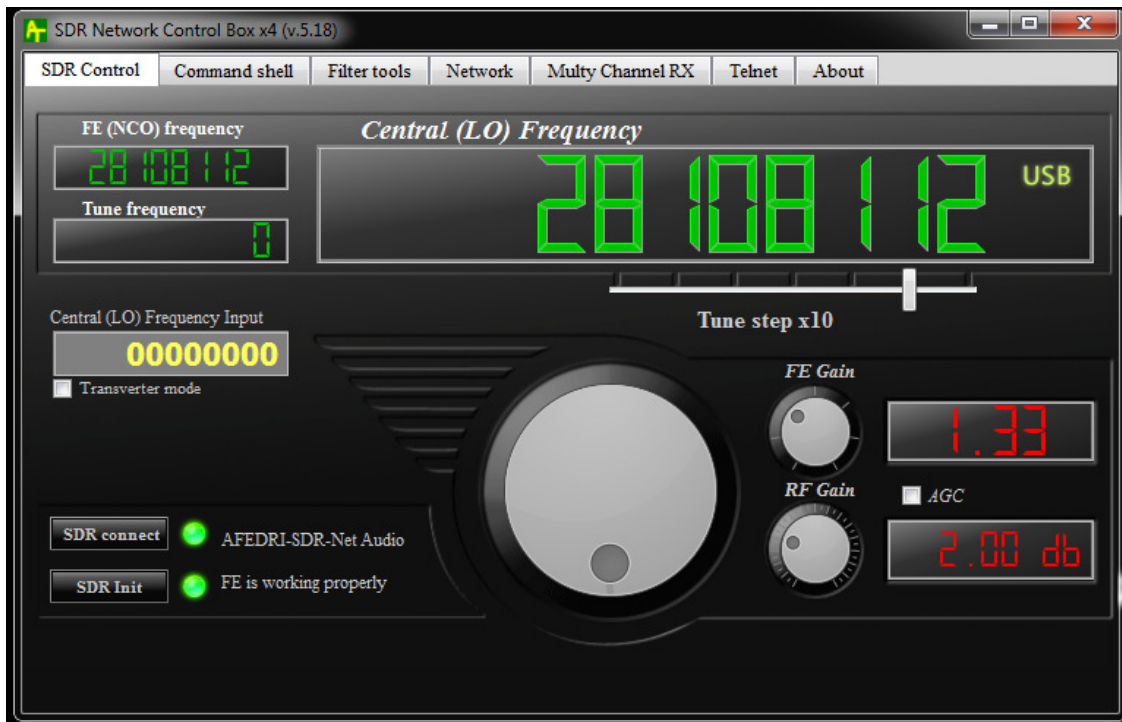 SDR Network Control Box x4 (v.5.18)
SDR Control Command shell Filter tools Network Multy Channel RX Telnet About
FE (NCO) frequency
28108112
Tune frequency
0
Central (LO) Frequency
28108112 USB
Tune step x10
Central (LO) Frequency Input
00000000
Transverter mode
FE Gain
1.33
RF Gain
AGC
2.00 db
SDR connect AFEDRI-SDR-Net Audio
SDR Init FE is working properly